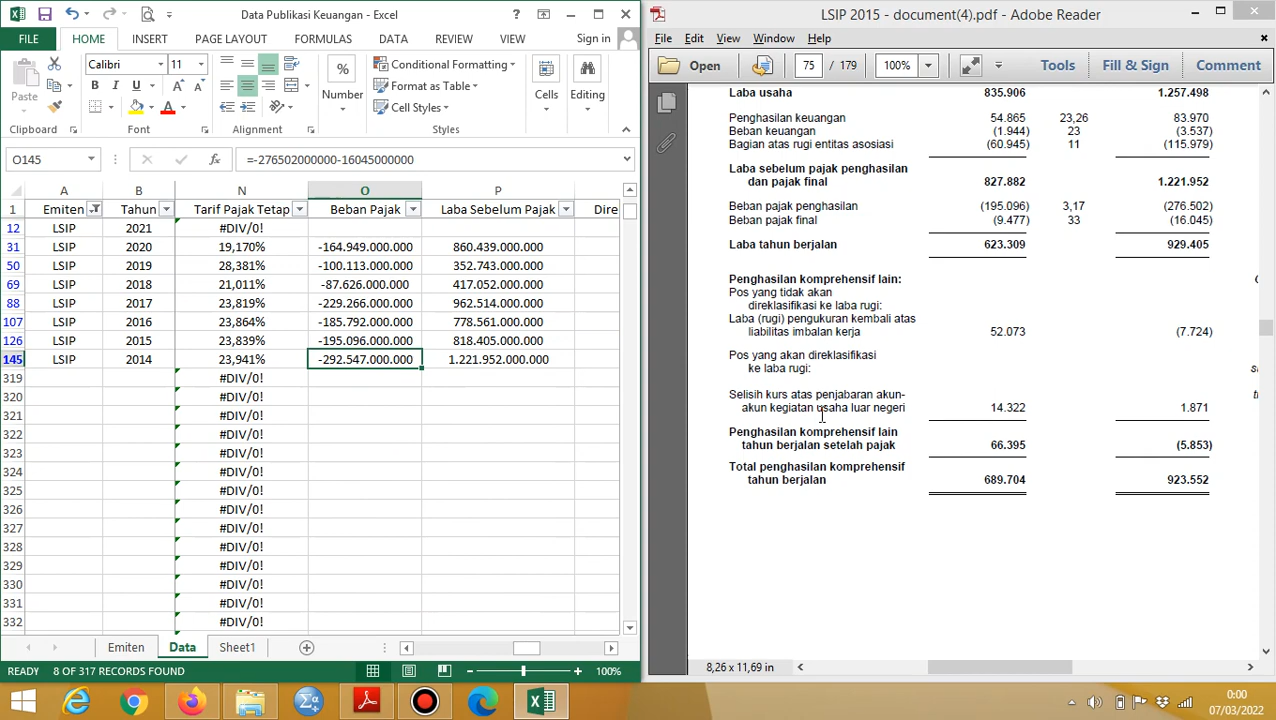 Data Publikasi Keuangan - Excel
FILE HOME INSERT PAGE LAYOUT FORMULAS DATA REVIEW VIEW Sign in
Paste
Calibri 11
B I U
A A
A
% Number
Conditional Formatting
Format as Table
Cell Styles
Cells
Editing
Clipboard Font Alignment Styles
O145 fx =-276502000000-16045000000
A B N O P
1 Emiten Tahun Tarif Pajak Tetap Beban Pajak Laba Sebelum Pajak Dire
12 LSIP 2021 #DIV/0!
31 LSIP 2020 19,170% -164.949.000.000 860.439.000.000
50 LSIP 2019 28,381% -100.113.000.000 352.743.000.000
69 LSIP 2018 21,011% -87.626.000.000 417.052.000.000
88 LSIP 2017 23,819% -229.266.000.000 962.514.000.000
107 LSIP 2016 23,864% -185.792.000.000 778.561.000.000
126 LSIP 2015 23,839% -195.096.000.000 818.405.000.000
145 LSIP 2014 23,941% -292.547.000.000 1.221.952.000.000
319 #DIV/0!
320 #DIV/0!
321 #DIV/0!
322 #DIV/0!
323 #DIV/0!
324 #DIV/0!
325 #DIV/0!
326 #DIV/0!
327 #DIV/0!
328 #DIV/0!
329 #DIV/0!
330 #DIV/0!
331 #DIV/0!
332 #DIV/0!
Emiten Data Sheet1
READY 8 OF 317 RECORDS FOUND 100%
LSIP 2015 - document(4).pdf - Adobe Reader
File Edit View Window Help
Open 75 / 179 100% Tools Fill & Sign Comment
Laba usaha 835.906 1.257.498
Penghasilan keuangan 54.865 23,26 83.970
Beban keuangan (1.944) 23 (3.537)
Bagian atas rugi entitas asosiasi (60.945) 11 (115.979)
Laba sebelum pajak penghasilan
dan pajak final 827.882 1.221.952
Beban pajak penghasilan (195.096) 3,17 (276.502)
Beban pajak final (9.477) 33 (16.045)
Laba tahun berjalan 623.309 929.405
Penghasilan komprehensif lain:
Pos yang tidak akan
direklasifikasi ke laba rugi:
Laba (rugi) pengukuran kembali atas
liabilitas imbalan kerja 52.073 (7.724)
Pos yang akan direklasifikasi
ke laba rugi:
Selisih kurs atas penjabaran akun-
akun kegiatan usaha luar negeri 14.322 1.871
Penghasilan komprehensif lain
tahun berjalan setelah pajak 66.395 (5.853)
Total penghasilan komprehensif
tahun berjalan 689.704 923.552
8,26 x 11,69 in
0:00
07/03/2022